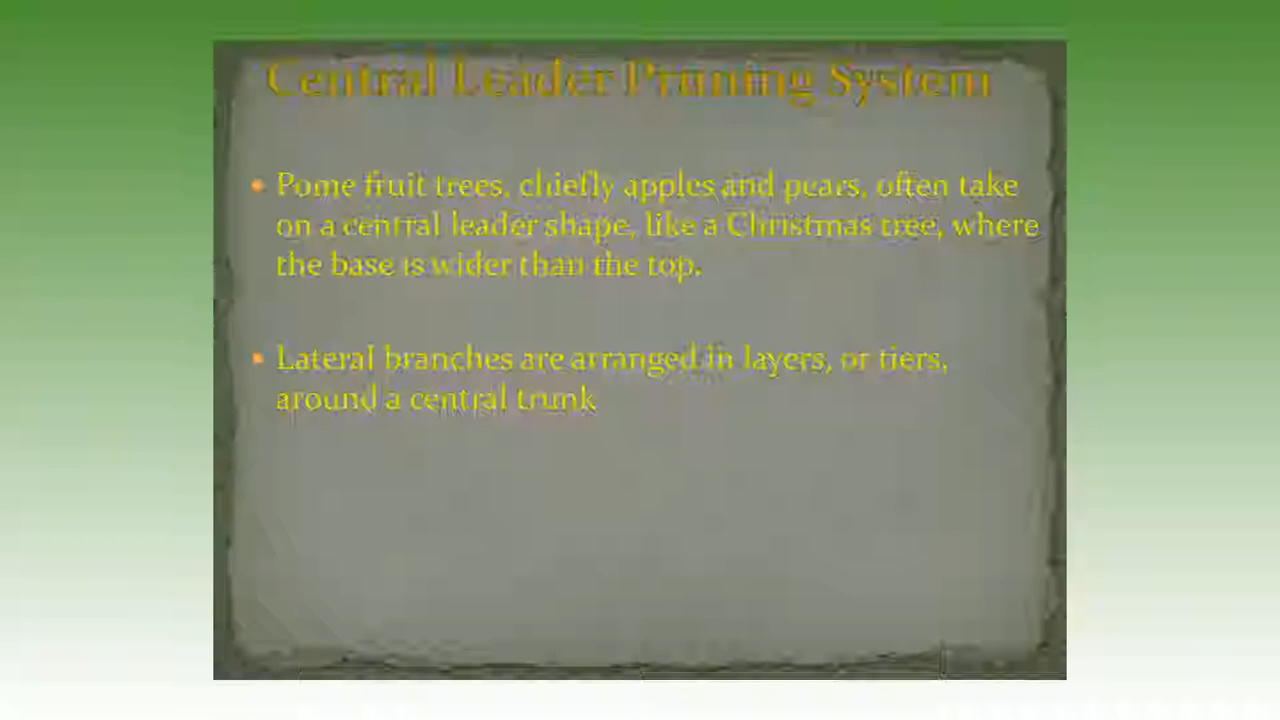 Central Leader Pruning System
• Pome fruit trees, chiefly apples and pears, often take
on a central leader shape, like a Christmas tree, where
the base is wider than the top.
• Lateral branches are arranged in layers, or tiers,
around a central trunk